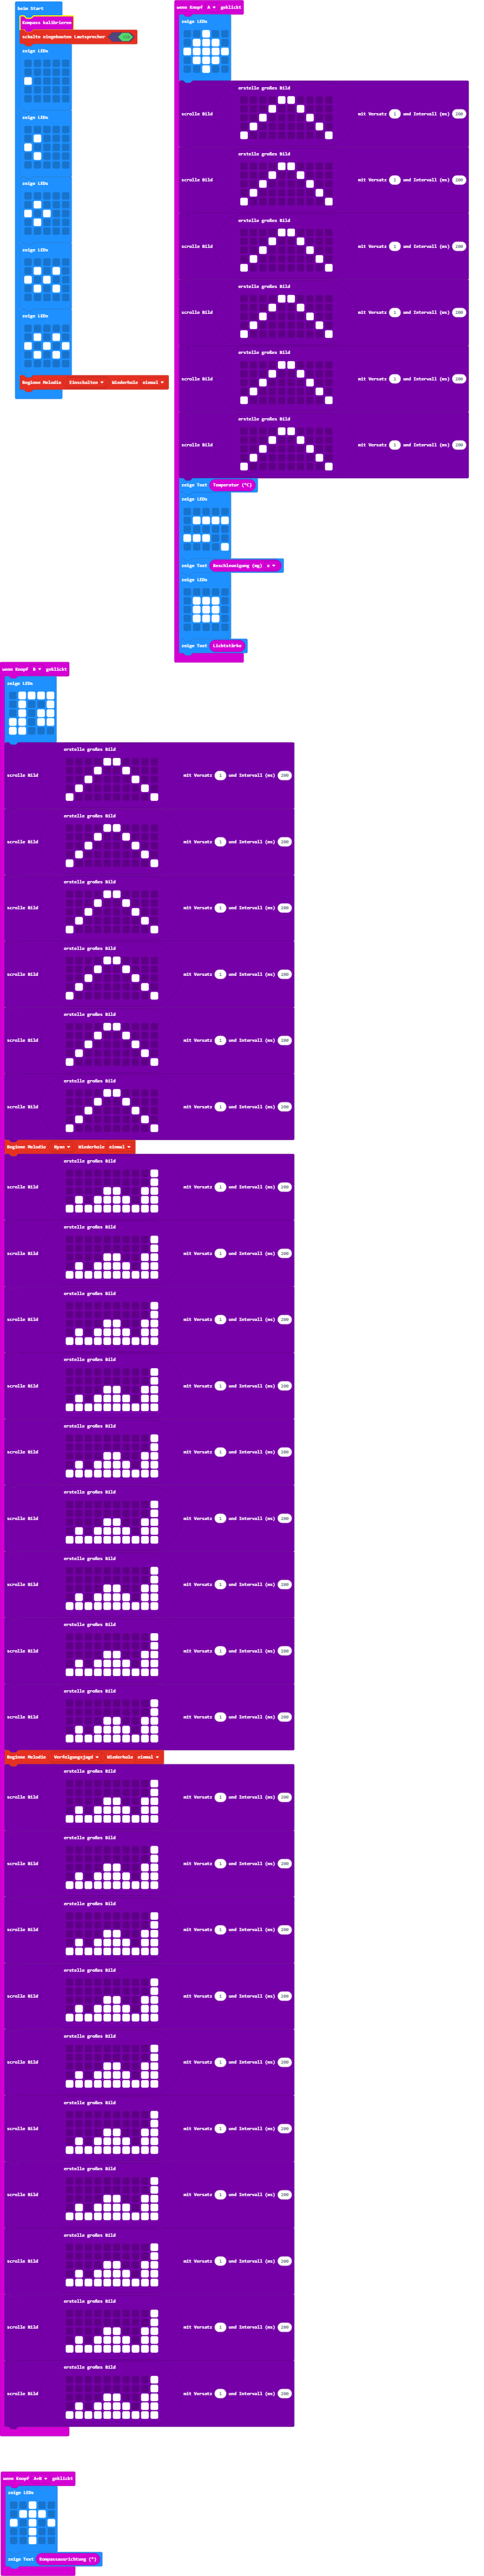 beim Start
Kompass kalibrieren
schalte eingebauten Lautsprecher
zeige LEDs
zeige LEDs
zeige LEDs
zeige LEDs
zeige LEDs
Beginne Melodie Einschalten Wiederhole einmal
wenn Knopf A geklickt
zeige LEDs
erstelle großes Bild
scrolle Bild mit Versatz 1 und Intervall (ms) 200
erstelle großes Bild
scrolle Bild mit Versatz 1 und Intervall (ms) 200
erstelle großes Bild
scrolle Bild mit Versatz 1 und Intervall (ms) 200
erstelle großes Bild
scrolle Bild mit Versatz 1 und Intervall (ms) 200
erstelle großes Bild
scrolle Bild mit Versatz 1 und Intervall (ms) 200
erstelle großes Bild
scrolle Bild mit Versatz 1 und Intervall (ms) 200
zeige Text Temperatur (°C)
zeige LEDs
zeige Text Beschleunigung (mg) x
zeige LEDs
zeige Text Lichtstärke
wenn Knopf B geklickt
zeige LEDs
erstelle großes Bild
scrolle Bild mit Versatz 1 und Intervall (ms) 200
erstelle großes Bild
scrolle Bild mit Versatz 1 und Intervall (ms) 200
erstelle großes Bild
scrolle Bild mit Versatz 1 und Intervall (ms) 200
erstelle großes Bild
scrolle Bild mit Versatz 1 und Intervall (ms) 200
erstelle großes Bild
scrolle Bild mit Versatz 1 und Intervall (ms) 200
erstelle großes Bild
scrolle Bild mit Versatz 1 und Intervall (ms) 200
Beginne Melodie Nyan Wiederhole einmal
erstelle großes Bild
scrolle Bild mit Versatz 1 und Intervall (ms) 200
erstelle großes Bild
scrolle Bild mit Versatz 1 und Intervall (ms) 200
erstelle großes Bild
scrolle Bild mit Versatz 1 und Intervall (ms) 200
erstelle großes Bild
scrolle Bild mit Versatz 1 und Intervall (ms) 200
erstelle großes Bild
scrolle Bild mit Versatz 1 und Intervall (ms) 200
erstelle großes Bild
scrolle Bild mit Versatz 1 und Intervall (ms) 200
erstelle großes Bild
scrolle Bild mit Versatz 1 und Intervall (ms) 200
erstelle großes Bild
scrolle Bild mit Versatz 1 und Intervall (ms) 200
erstelle großes Bild
scrolle Bild mit Versatz 1 und Intervall (ms) 200
Beginne Melodie Verfolgungsjagd Wiederhole einmal
erstelle großes Bild
scrolle Bild mit Versatz 1 und Intervall (ms) 200
erstelle großes Bild
scrolle Bild mit Versatz 1 und Intervall (ms) 200
erstelle großes Bild
scrolle Bild mit Versatz 1 und Intervall (ms) 200
erstelle großes Bild
scrolle Bild mit Versatz 1 und Intervall (ms) 200
erstelle großes Bild
scrolle Bild mit Versatz 1 und Intervall (ms) 200
erstelle großes Bild
scrolle Bild mit Versatz 1 und Intervall (ms) 200
erstelle großes Bild
scrolle Bild mit Versatz 1 und Intervall (ms) 200
erstelle großes Bild
scrolle Bild mit Versatz 1 und Intervall (ms) 200
erstelle großes Bild
scrolle Bild mit Versatz 1 und Intervall (ms) 200
erstelle großes Bild
scrolle Bild mit Versatz 1 und Intervall (ms) 200
wenn Knopf A+B geklickt
zeige LEDs
zeige Text Kompassausrichtung (°)